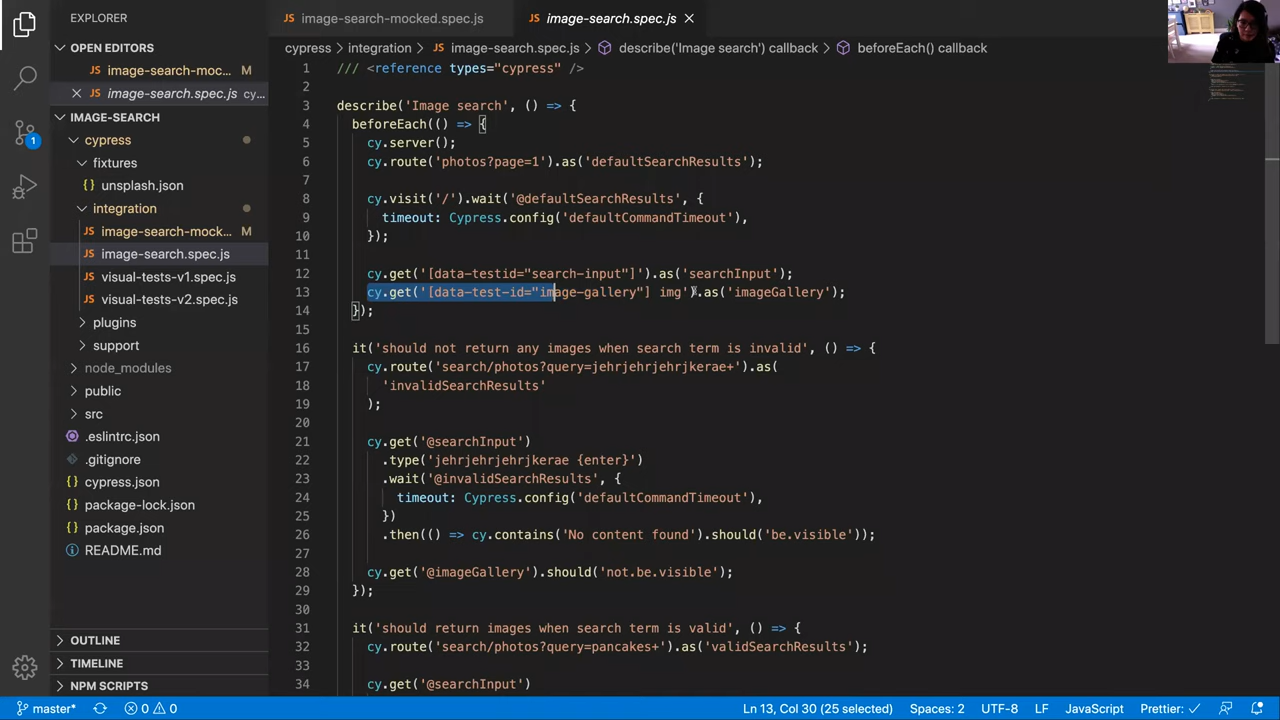 EXPLORER
OPEN EDITORS
JS image-search-moc... M
JS image-search.spec.js cy...
IMAGE-SEARCH
cypress
fixtures
{} unsplash.json
integration
JS image-search-mock... M
JS image-search.spec.js
JS visual-tests-v1.spec.js
JS visual-tests-v2.spec.js
plugins
support
node_modules
public
src
.eslintrc.json
.gitignore
{} cypress.json
{} package-lock.json
{} package.json
README.md
OUTLINE
TIMELINE
NPM SCRIPTS
1
JS image-search-mocked.spec.js
JS image-search.spec.js
cypress > integration > JS image-search.spec.js > describe('Image search') callback > beforeEach() callback
1 /// <reference types="cypress" />
2
3 describe('Image search', () => {
4 beforeEach(() => {
5 cy.server();
6 cy.route('photos?page=1').as('defaultSearchResults');
7
8 cy.visit('/').wait('@defaultSearchResults', {
9 timeout: Cypress.config('defaultCommandTimeout'),
10 });
11
12 cy.get('[data-testid="search-input"]').as('searchInput');
13 cy.get('[data-test-id="image-gallery"] img').as('imageGallery');
14 });
15
16 it('should not return any images when search term is invalid', () => {
17 cy.route('search/photos?query=jehrjehrjehrjkerae+').as(
18 'invalidSearchResults'
19 );
20
21 cy.get('@searchInput')
22 .type('jehrjehrjehrjkerae {enter}')
23 .wait('@invalidSearchResults', {
24 timeout: Cypress.config('defaultCommandTimeout'),
25 })
26 .then(() => cy.contains('No content found').should('be.visible'));
27
28 cy.get('@imageGallery').should('not.be.visible');
29 });
30
31 it('should return images when search term is valid', () => {
32 cy.route('search/photos?query=pancakes+').as('validSearchResults');
33
34 cy.get('@searchInput')
master* 0 0 Ln 13, Col 30 (25 selected) Spaces: 2 UTF-8 LF JavaScript Prettier: ✓